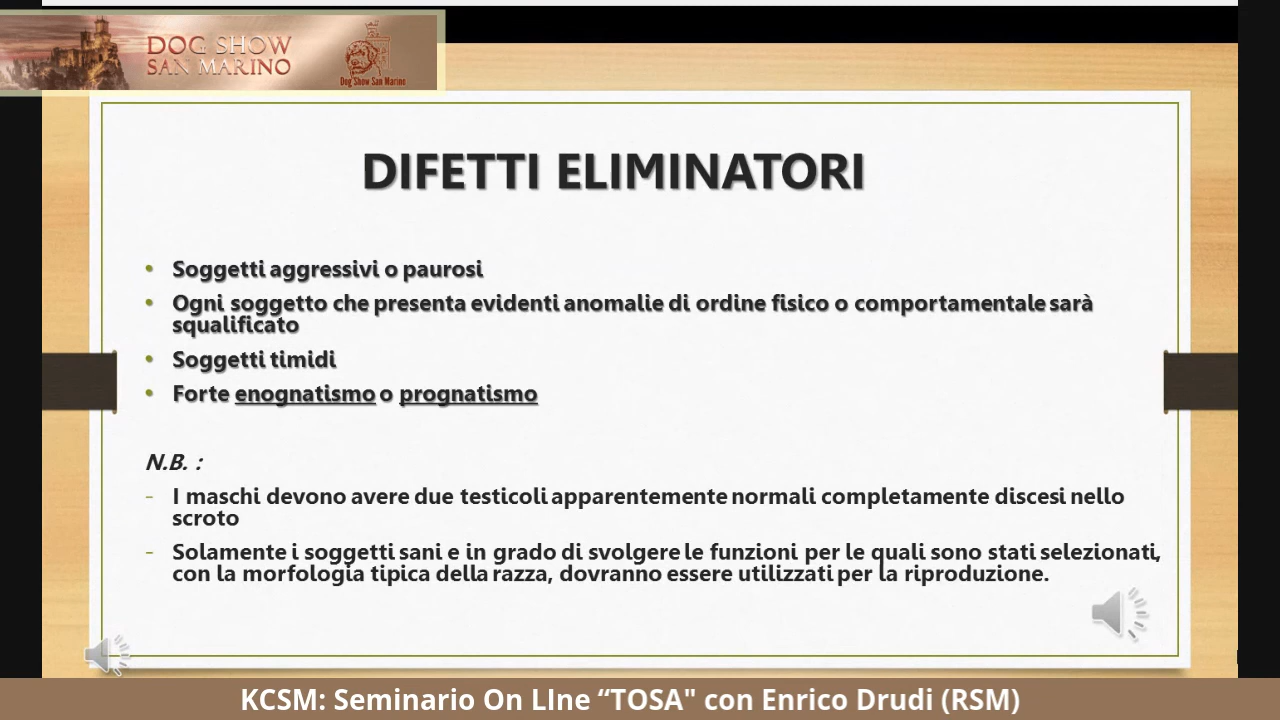 DOG SHOW
SAN MARINO
Dog Show San Marino
DIFETTI ELIMINATORI
• Soggetti aggressivi o paurosi
• Ogni soggetto che presenta evidenti anomalie di ordine fisico o comportamentale sarà
squalificato
• Soggetti timidi
• Forte enognatismo o prognatismo
N.B. :
- I maschi devono avere due testicoli apparentemente normali completamente discesi nello
scroto
- Solamente i soggetti sani e in grado di svolgere le funzioni per le quali sono stati selezionati,
con la morfologia tipica della razza, dovranno essere utilizzati per la riproduzione.
KCSM: Seminario On LIne “TOSA" con Enrico Drudi (RSM)